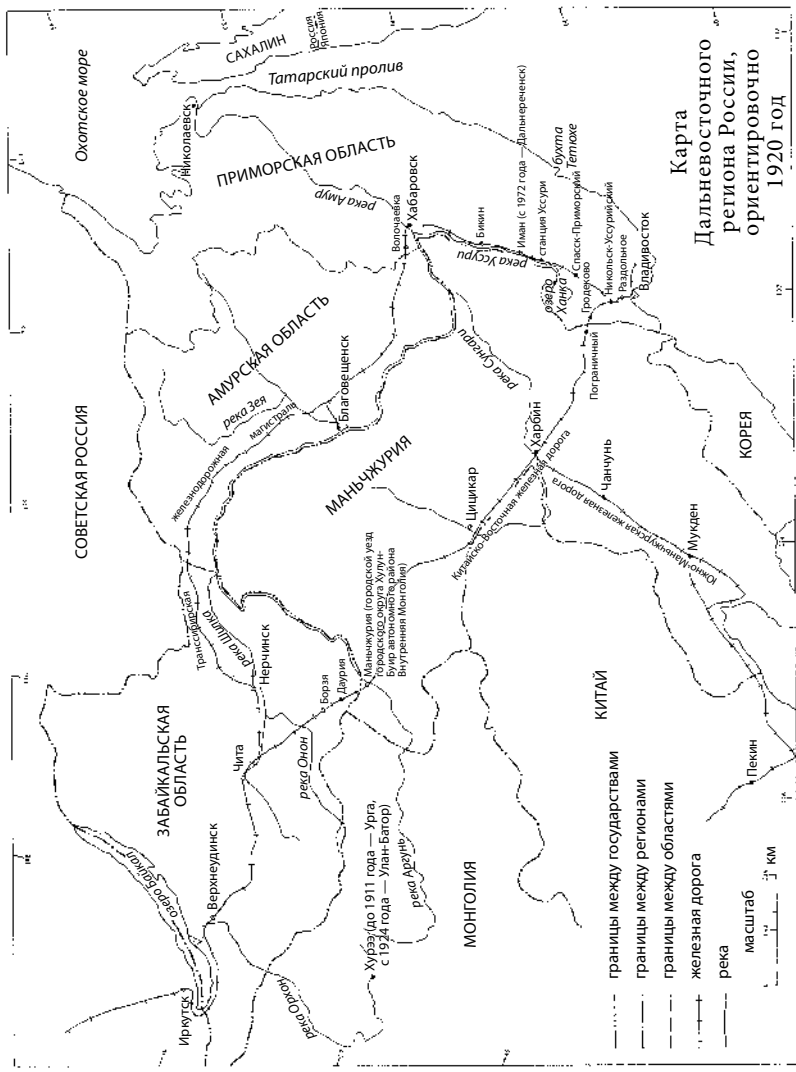 Карта
Дальневосточного
региона России,
ориентировочно
1920 год
Охотское море
САХАЛИН
РОССИЯ
ЯПОНИЯ
Татарский пролив
Николаевск
ПРИМОРСКАЯ ОБЛАСТЬ
река Амур
Хабаровск
Волочаевка
Бикин
река Уссури
Иман (с 1972 года — Дальнереченск)
станция Уссури
бухта
Тетюхе
озеро
Ханка
Спасск-Приморский
Гродеково
Никольск-Уссурийский
Раздольное
Владивосток
Пограничный
СОВЕТСКАЯ РОССИЯ
АМУРСКАЯ ОБЛАСТЬ
река Зея
Благовещенск
Транссибирская
железнодорожная
магистраль
река Сунгари
МАНЬЧЖУРИЯ
Харбин
Цицикар
Китайско-Восточная железная дорога
Чанчунь
Южно-Маньчжурская железная дорога
Мукден
КОРЕЯ
ЗАБАЙКАЛЬСКАЯ
ОБЛАСТЬ
река Шилка
Нерчинск
Чита
Борзя
Даурия
Маньчжурия (городской уезд
городского округа Хулун-
Буир автономного района
Внутренняя Монголия)
река Онон
озеро Байкал
Верхнеудинск
Иркутск
река Орхон
Хурээ (до 1911 года — Урга,
с 1924 года — Улан-Батор)
река Аргунь
МОНГОЛИЯ
КИТАЙ
Пекин
границы между государствами
границы между регионами
границы между областями
железная дорога
река
масштаб
км